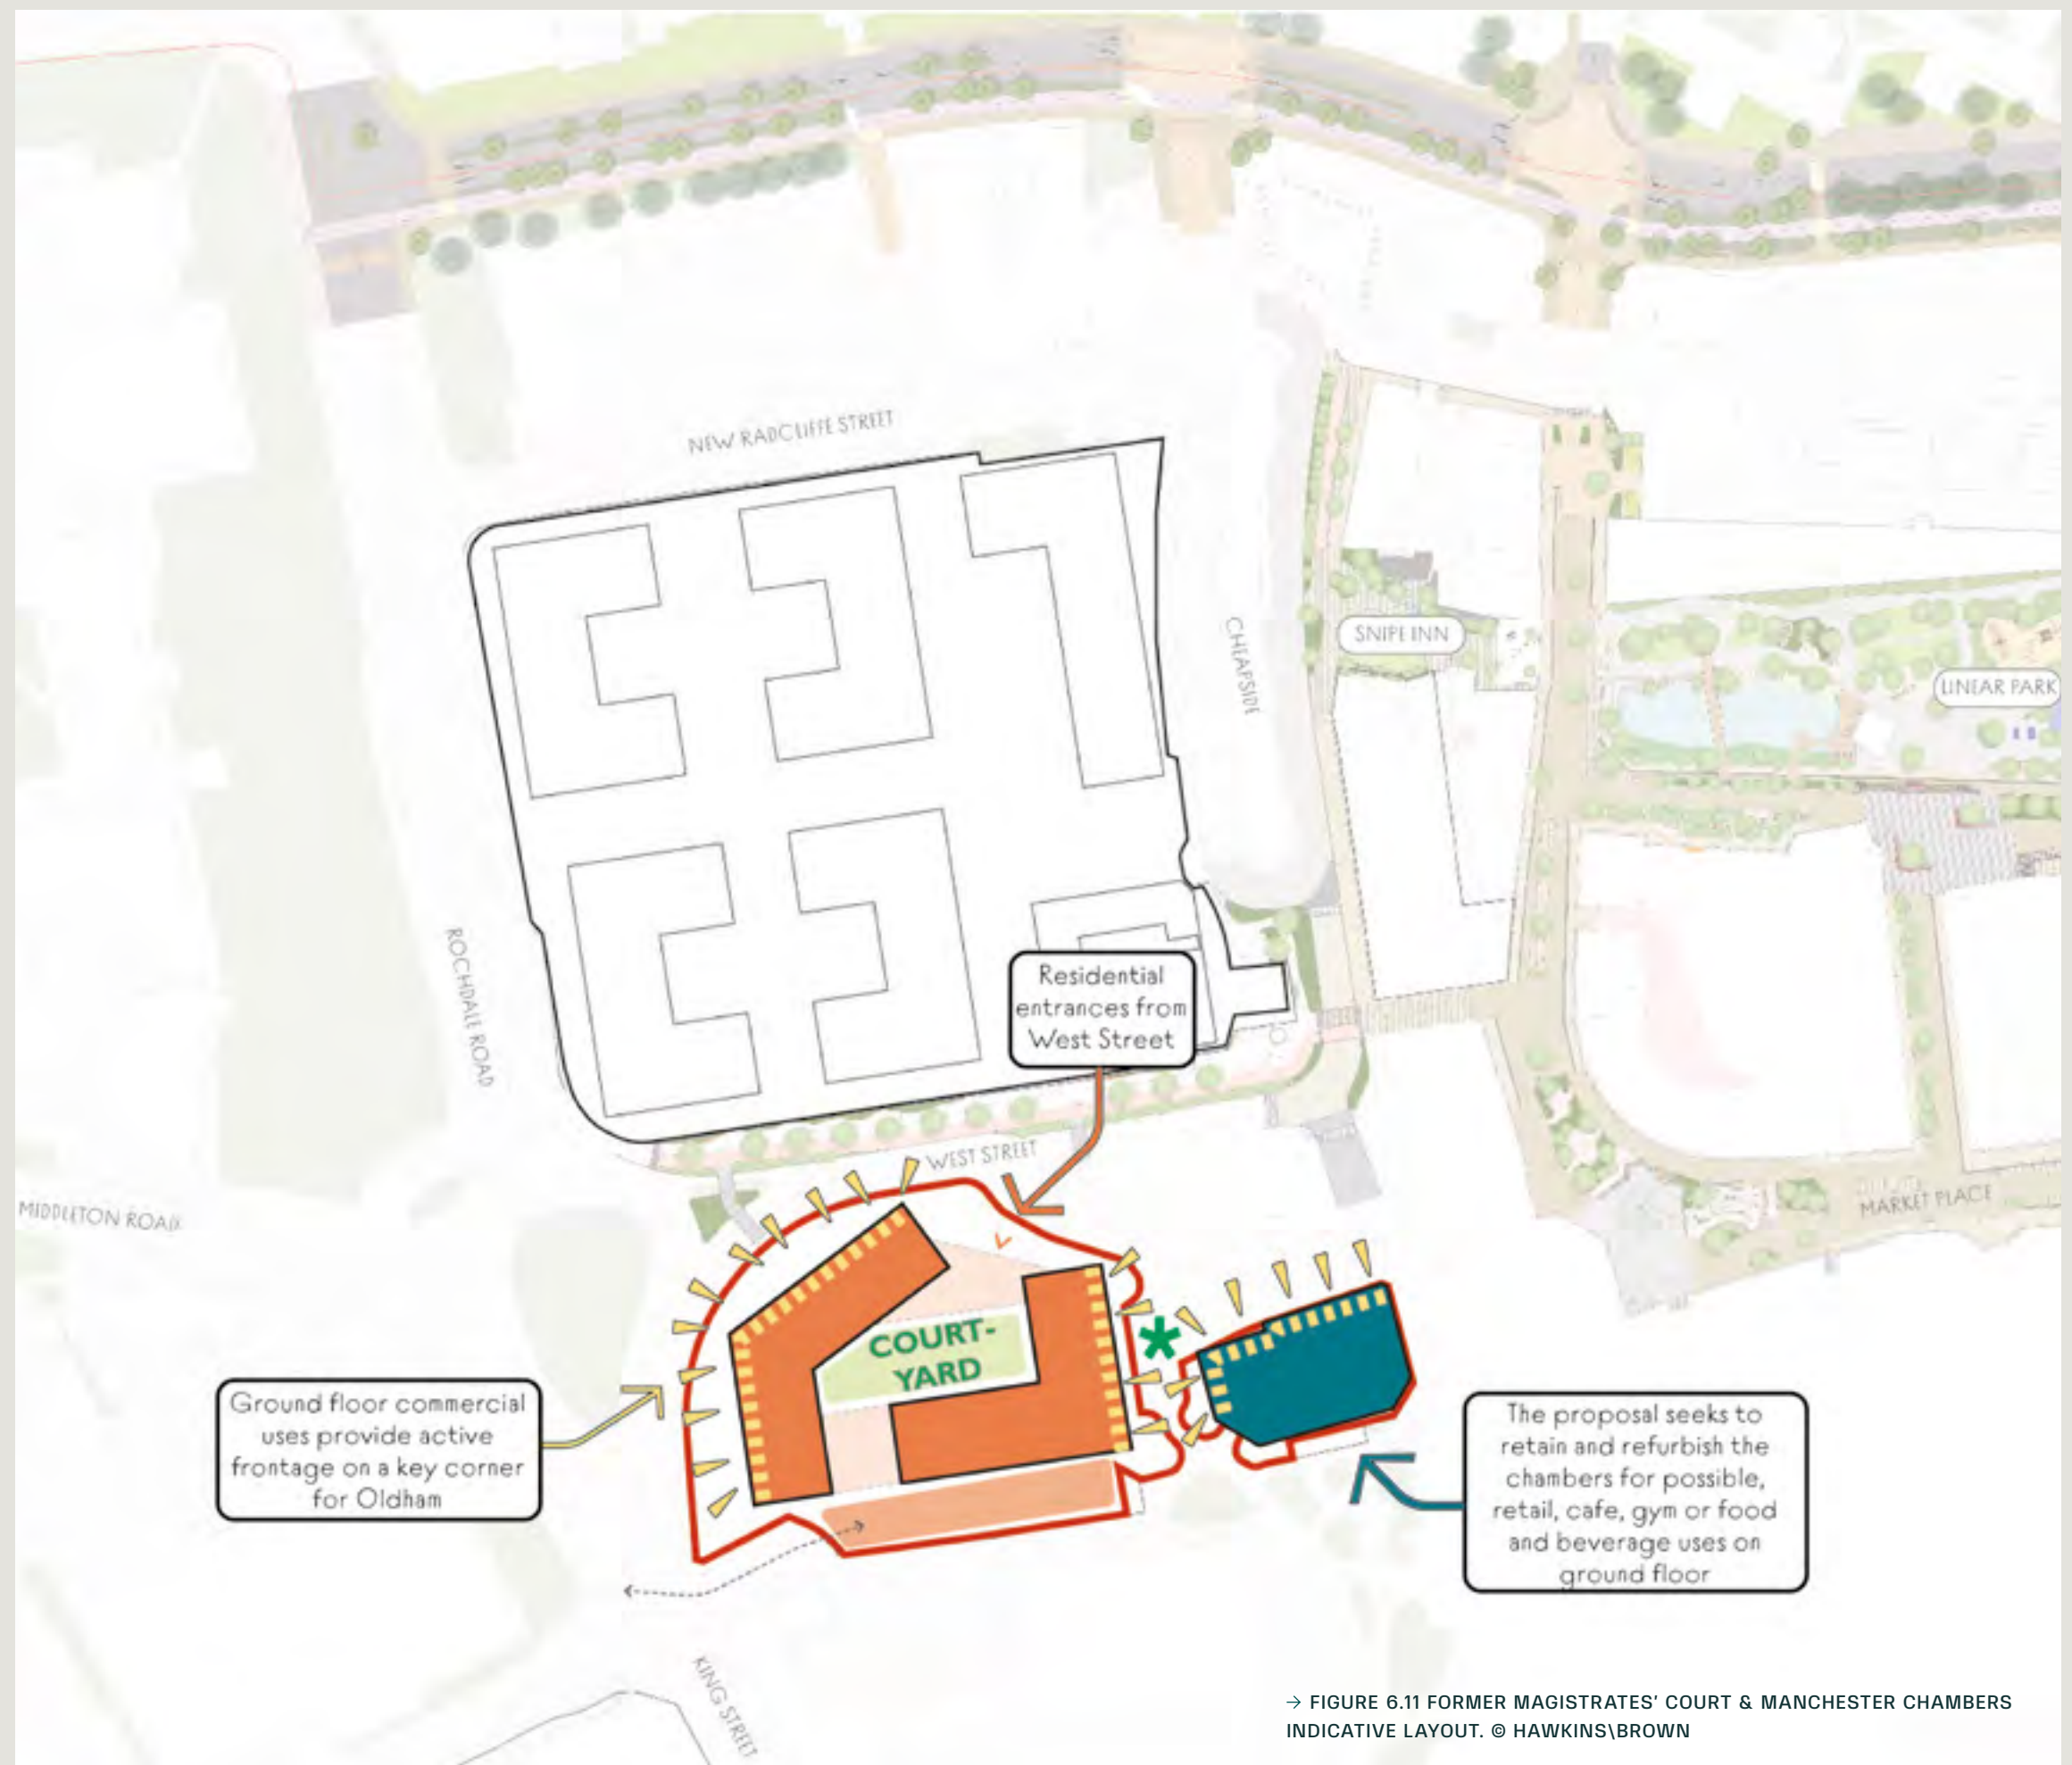 NEW RADCLIFFE STREET
CHEAPSIDE
SNIPE INN
LINEAR PARK
ROCHDALE ROAD
Residential
entrances from
West Street
WEST STREET
MIDDLETON ROAD
MARKET PLACE
COURT-
YARD
Ground floor commercial
uses provide active
frontage on a key corner
for Oldham
The proposal seeks to
retain and refurbish the
chambers for possible,
retail, cafe, gym or food
and beverage uses on
ground floor
KING STREET
→ FIGURE 6.11 FORMER MAGISTRATES' COURT & MANCHESTER CHAMBERS
INDICATIVE LAYOUT. © HAWKINS\BROWN